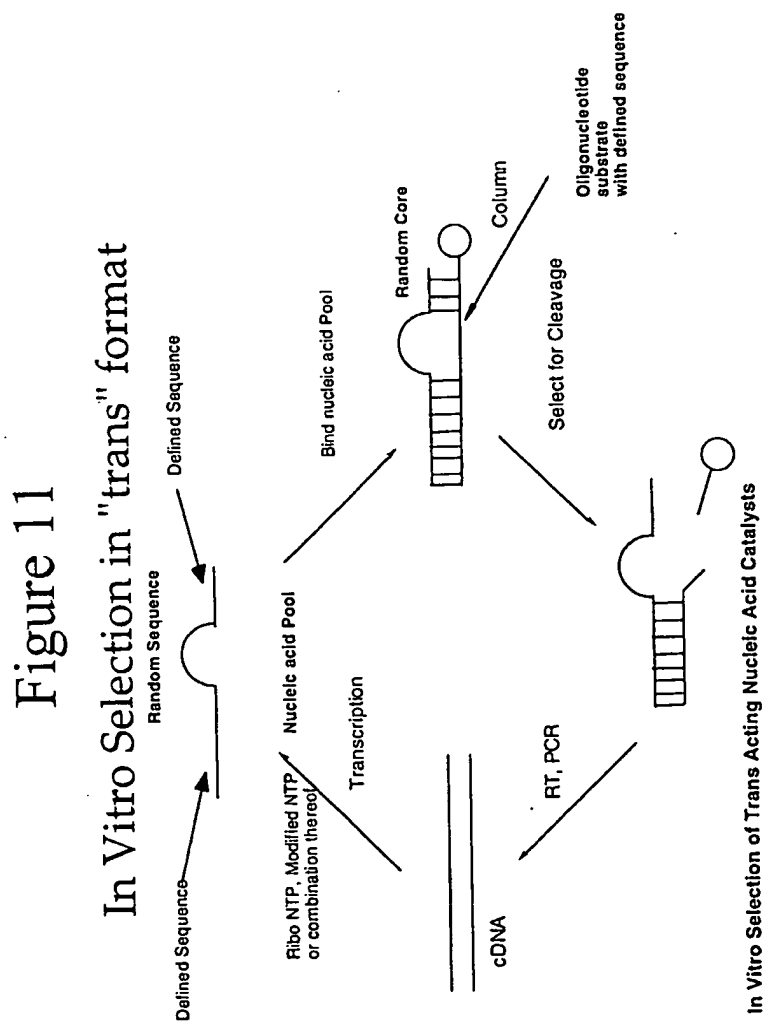 Figure 11
In Vitro Selection in "trans" format
Random Sequence
Defined Sequence
Defined Sequence
Nucleic acid Pool
Ribo NTP, Modified NTP
or combination thereof
Transcription
Bind nucleic acid Pool
Random Core
Column
Oligonucleotide
substrate
with defined sequence
Select for Cleavage
cDNA
RT, PCR
In Vitro Selection of Trans Acting Nucleic Acid Catalysts